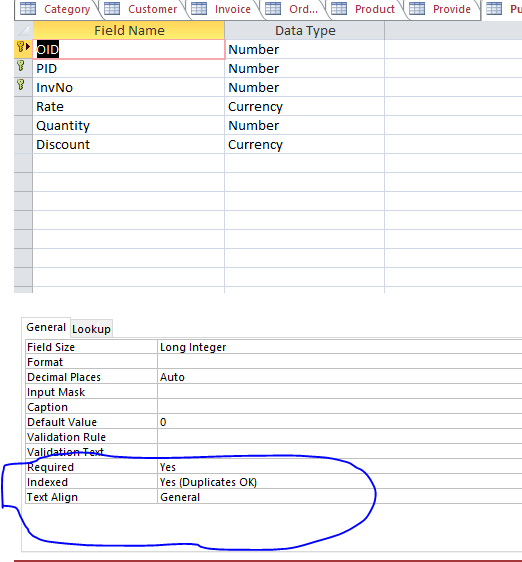 Category Customer Invoice Ord... Product Provide Pu
Field Name Data Type
OID Number
PID Number
InvNo Number
Rate Currency
Quantity Number
Discount Currency
General Lookup
Field Size Long Integer
Format
Decimal Places Auto
Input Mask
Caption
Default Value 0
Validation Rule
Validation Text
Required Yes
Indexed Yes (Duplicates OK)
Text Align General